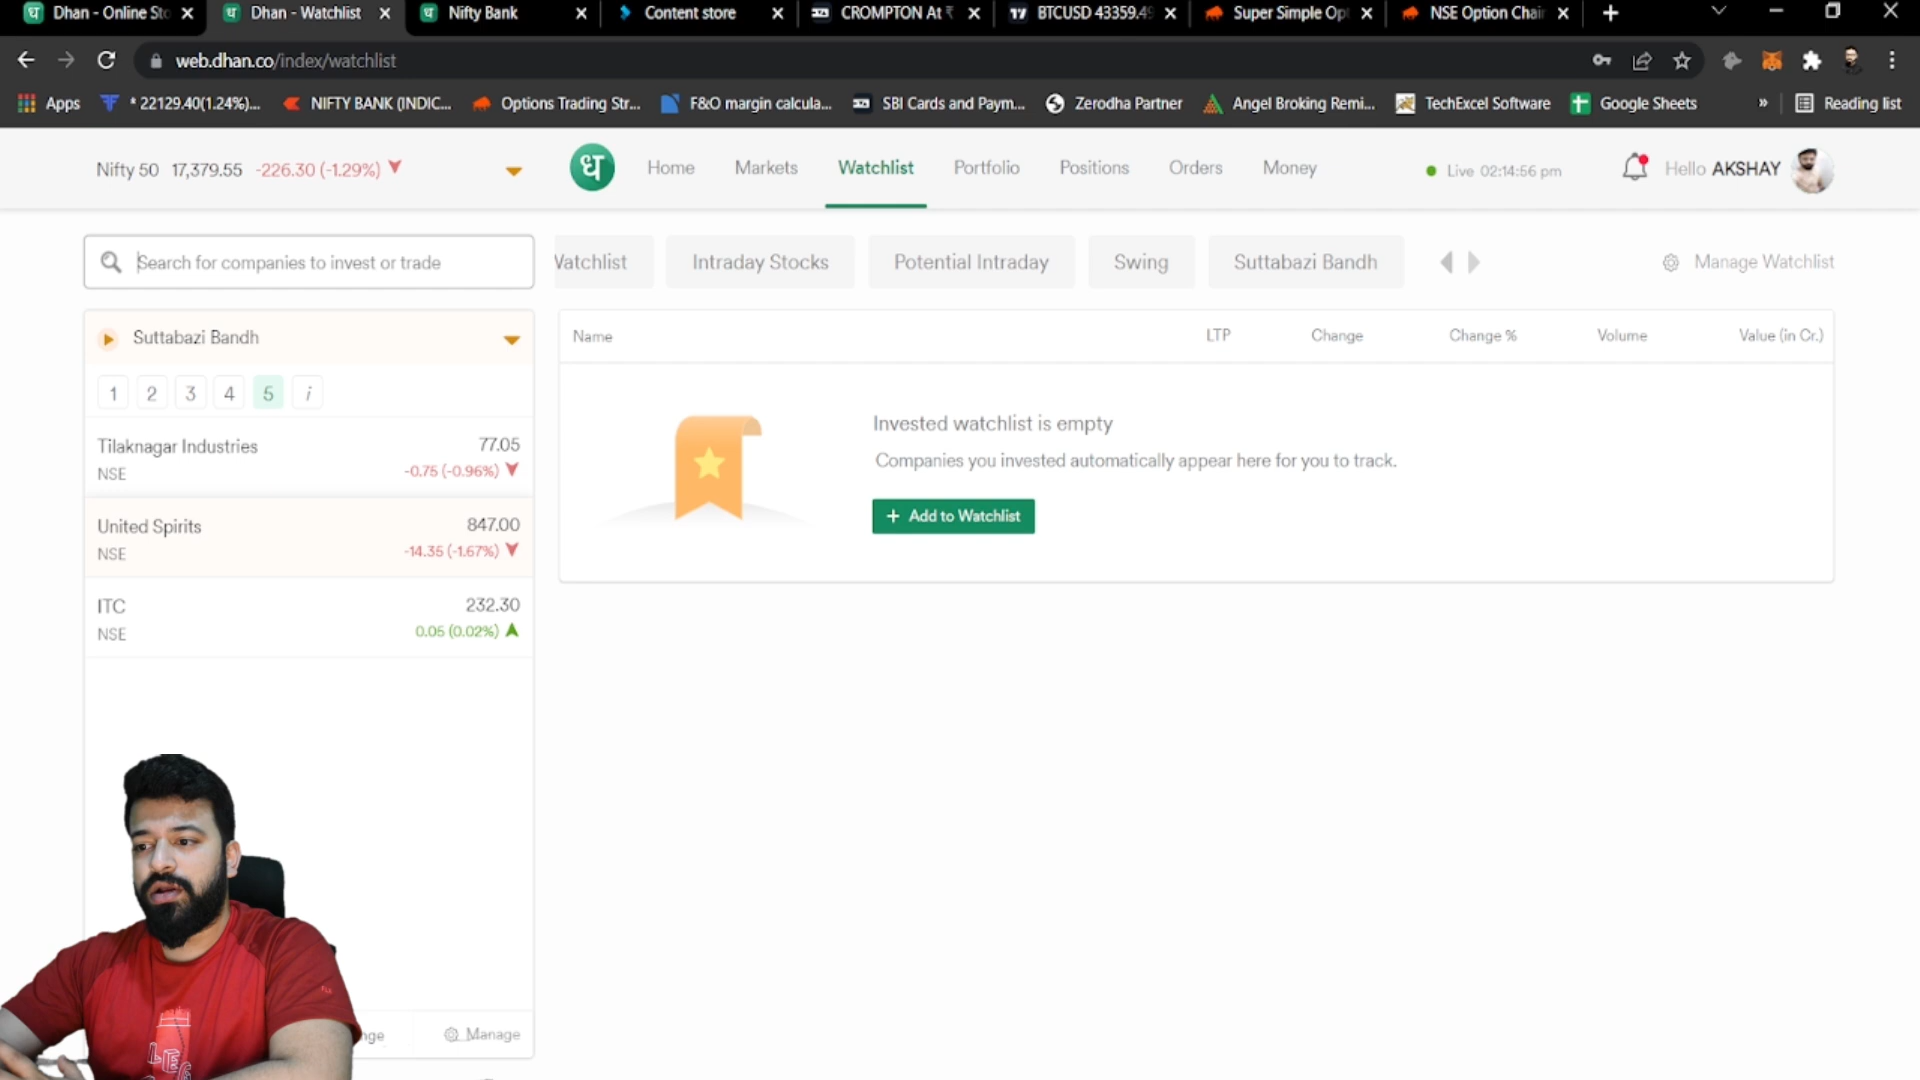 Dhan - Online Sto
Dhan - Watchlist
Nifty Bank
Content store
CROMPTON At ₹
BTCUSD 43359.49
Super Simple Opt
NSE Option Chain
web.dhan.co/index/watchlist
Apps
* 22129.40(1.24%)...
NIFTY BANK (INDIC...
Options Trading Str...
F&O margin calcula...
SBI Cards and Paym...
Zerodha Partner
Angel Broking Remi...
TechExcel Software
Google Sheets
»
Reading list
Nifty 50 17,379.55 -226.30 (-1.29%)
ध
Home
Markets
Watchlist
Portfolio
Positions
Orders
Money
Live 02:14:56 pm
Hello AKSHAY
Search for companies to invest or trade
Watchlist
Intraday Stocks
Potential Intraday
Swing
Suttabazi Bandh
Manage Watchlist
Suttabazi Bandh
1 2 3 4 5 i
Tilaknagar Industries 77.05
NSE -0.75 (-0.96%)
United Spirits 847.00
NSE -14.35 (-1.67%)
ITC 232.30
NSE 0.05 (0.02%)
Name LTP Change Change % Volume Value (in Cr.)
Invested watchlist is empty
Companies you invested automatically appear here for you to track.
+ Add to Watchlist
nge
Manage